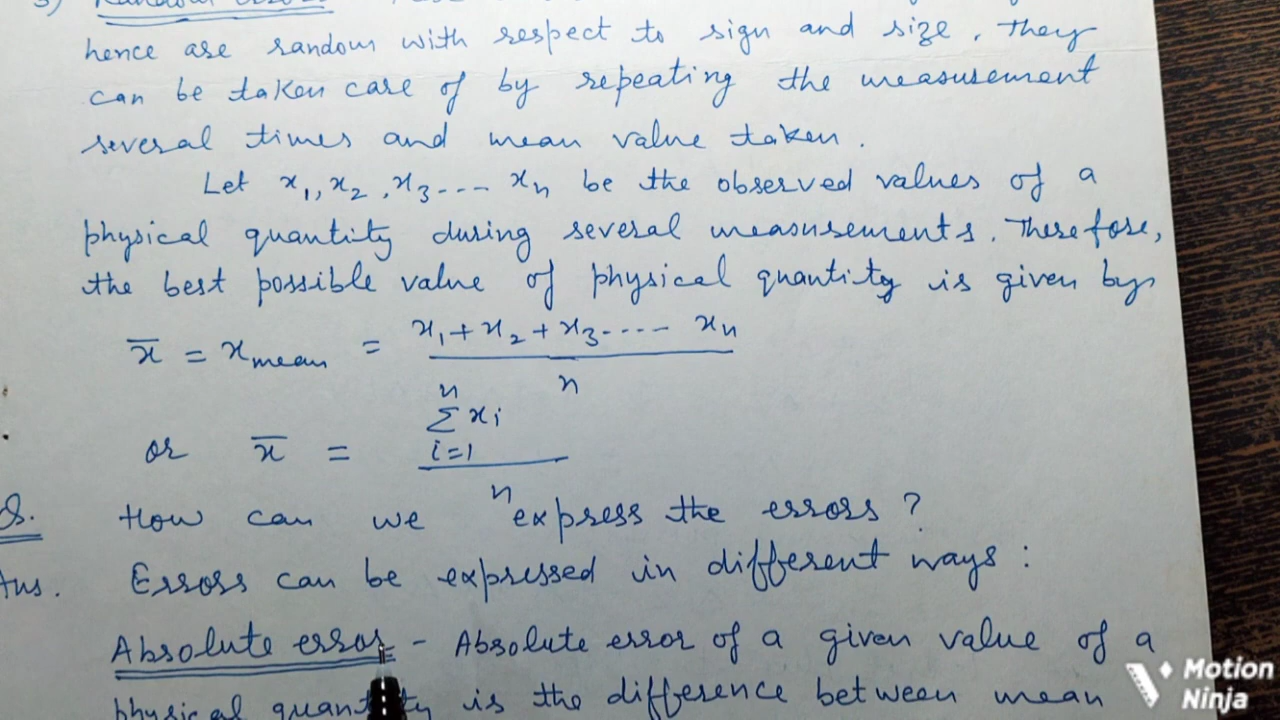 3) Random errors
hence are random with respect to sign and size. They
can be taken care of by repeating the measurement
several times and mean value taken.
Let x₁, x₂, x₃---- xₙ be the observed values of a
physical quantity during several measurements. Therefore,
the best possible value of physical quantity is given by
x̄ = x mean = x₁ + x₂ + x₃ ----- xₙ
n
n
Σ xi
or x̄ = i=1
n
Q. How can we express the errors ?
Ans. Errors can be expressed in different ways :
Absolute error - Absolute error of a given value of a
physical quantity is the difference between mean
Motion
Ninja